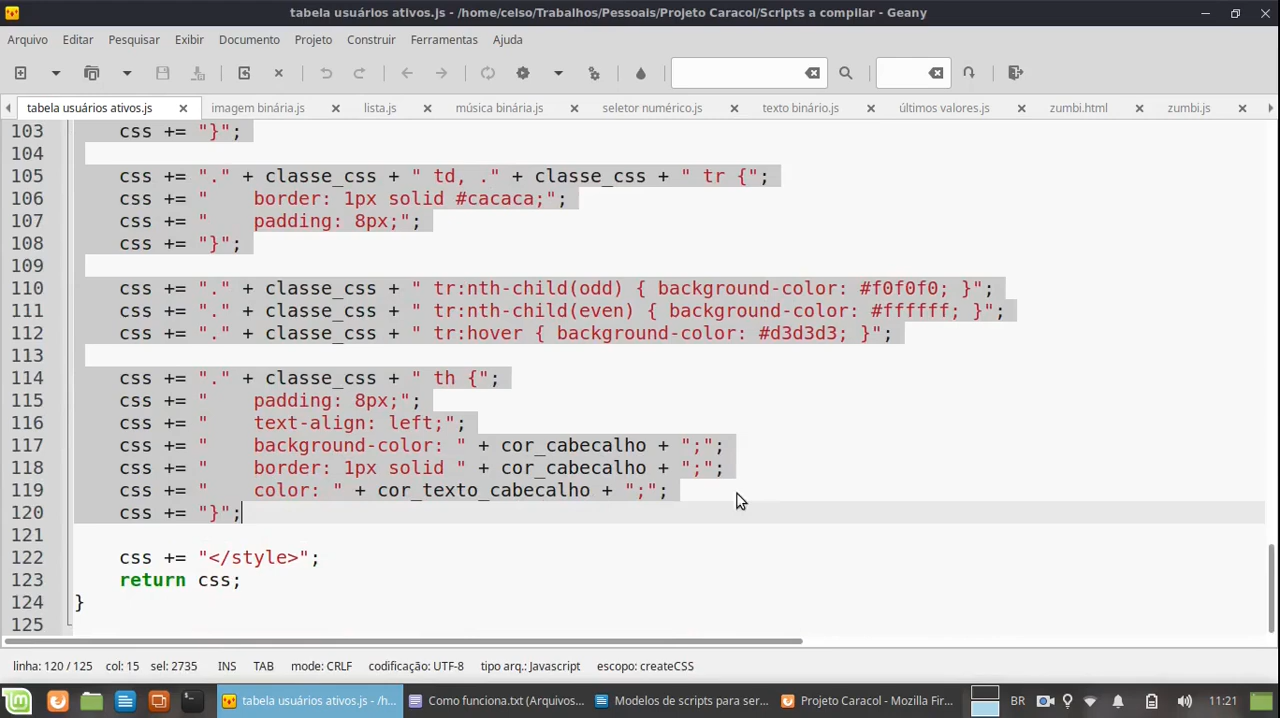 tabela usuários ativos.js - /home/celso/Trabalhos/Pessoais/Projeto Caracol/Scripts a compilar - Geany
Arquivo Editar Pesquisar Exibir Documento Projeto Construir Ferramentas Ajuda
tabela usuários ativos.js imagem binária.js lista.js música binária.js seletor numérico.js texto binário.js últimos valores.js zumbi.html zumbi.js
103 css += "}";
104
105 css += "." + classe_css + " td, ." + classe_css + " tr {";
106 css += "    border: 1px solid #cacaca;";
107 css += "    padding: 8px;";
108 css += "}";
109
110 css += "." + classe_css + " tr:nth-child(odd) { background-color: #f0f0f0; }";
111 css += "." + classe_css + " tr:nth-child(even) { background-color: #ffffff; }";
112 css += "." + classe_css + " tr:hover { background-color: #d3d3d3; }";
113
114 css += "." + classe_css + " th {";
115 css += "    padding: 8px;";
116 css += "    text-align: left;";
117 css += "    background-color: " + cor_cabecalho + ";";
118 css += "    border: 1px solid " + cor_cabecalho + ";";
119 css += "    color: " + cor_texto_cabecalho + ";";
120 css += "}";
121
122 css += "</style>";
123 return css;
124 }
125
linha: 120 / 125 col: 15 sel: 2735 INS TAB mode: CRLF codificação: UTF-8 tipo arq.: Javascript escopo: createCSS
tabela usuários ativos.js - /h... Como funciona.txt (Arquivos... Modelos de scripts para ser... Projeto Caracol - Mozilla Fir... BR 11:21